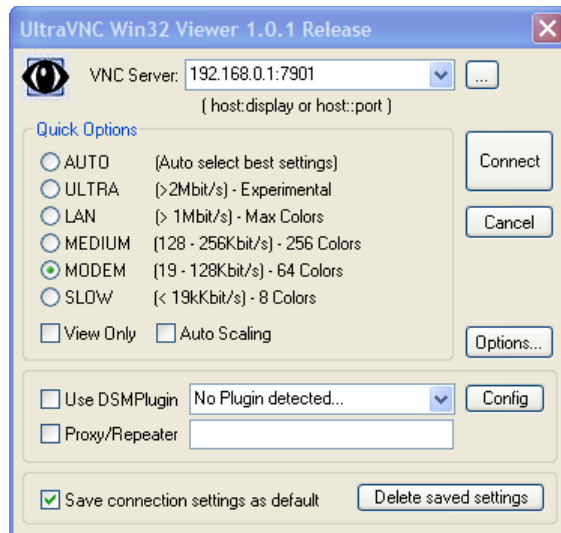 UltraVNC Win32 Viewer 1.0.1 Release
VNC Server: 192.168.0.1:7901 ...
( host:display or host::port )
Quick Options
AUTO (Auto select best settings)
ULTRA (>2Mbit/s) - Experimental
LAN (> 1Mbit/s) - Max Colors
MEDIUM (128 - 256Kbit/s) - 256 Colors
MODEM (19 - 128Kbit/s) - 64 Colors
SLOW (< 19kKbit/s) - 8 Colors
View Only Auto Scaling
Connect
Cancel
Options...
Use DSMPlugin No Plugin detected... Config
Proxy/Repeater
Save connection settings as default Delete saved settings